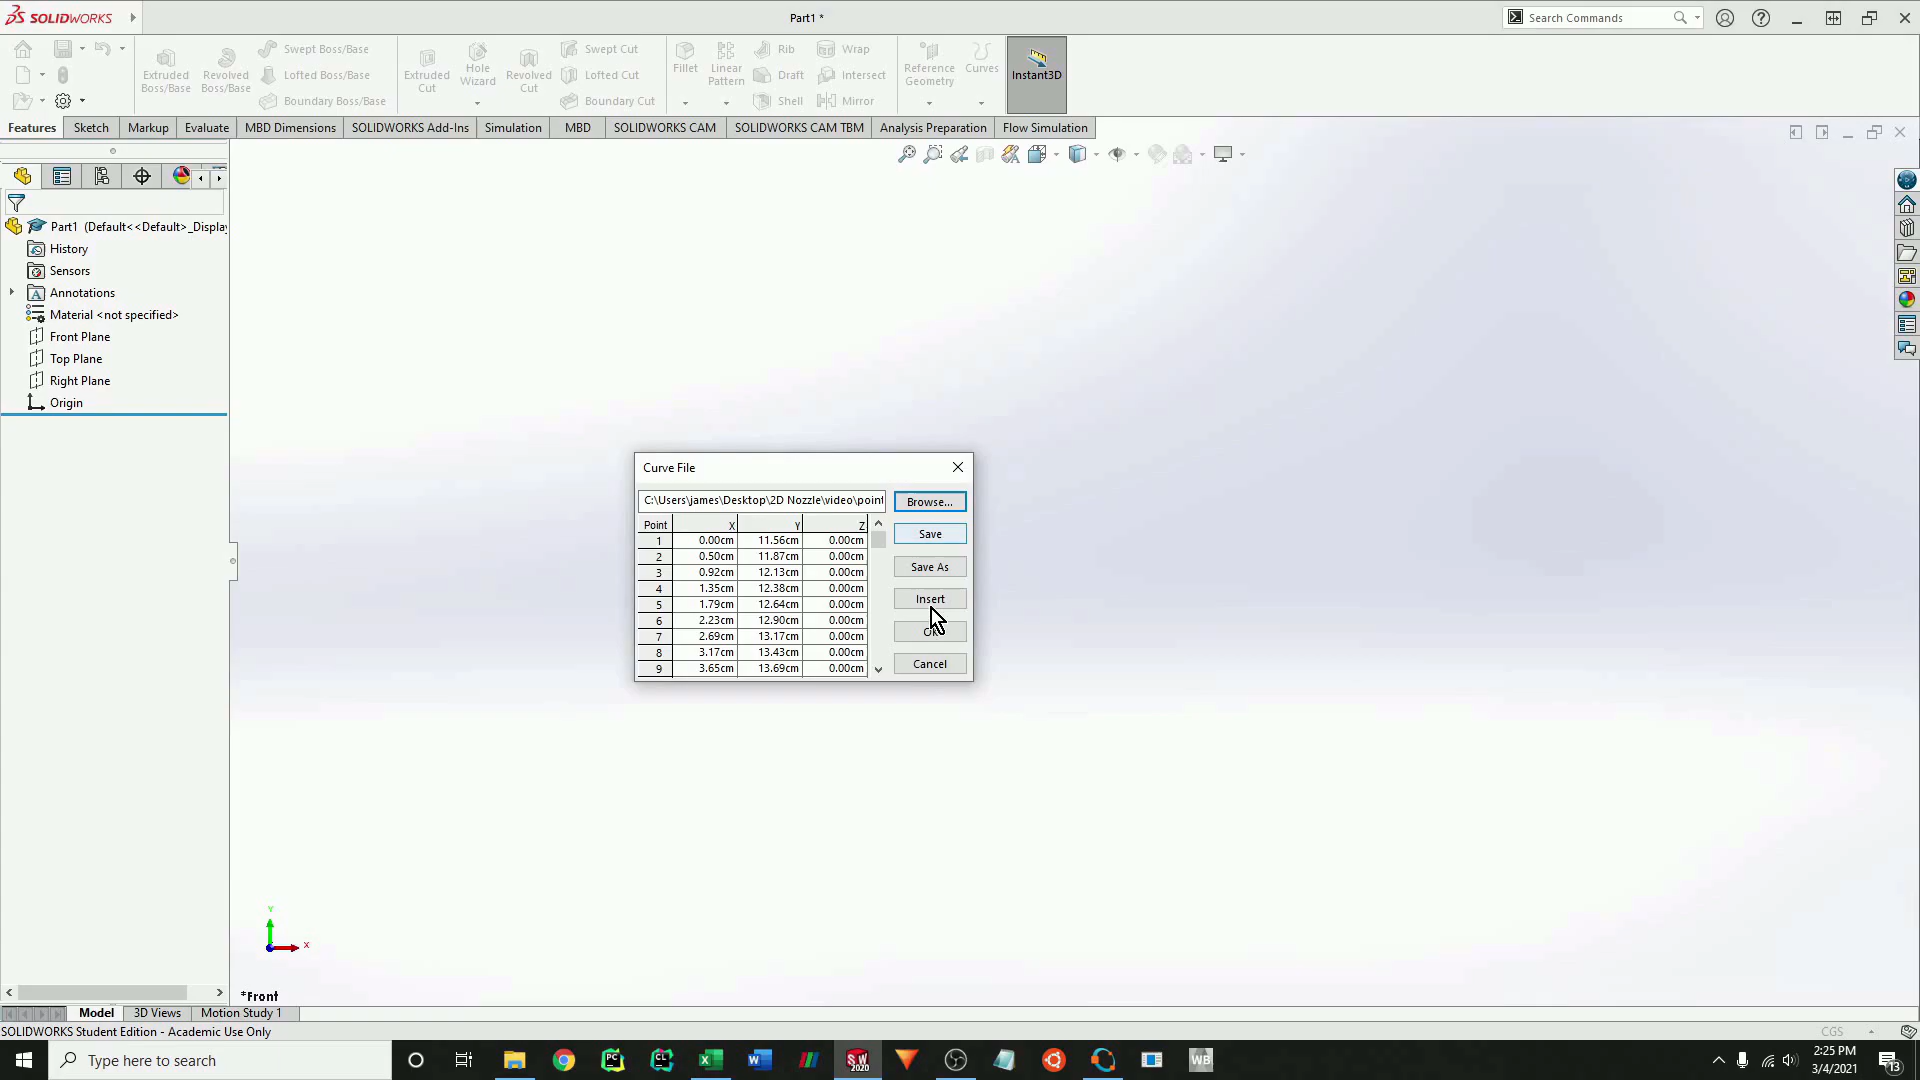 SOLIDWORKS
Part1 *
Search Commands
Extruded Boss/Base
Revolved Boss/Base
Swept Boss/Base
Lofted Boss/Base
Boundary Boss/Base
Extruded Cut
Hole Wizard
Revolved Cut
Swept Cut
Lofted Cut
Boundary Cut
Fillet
Linear Pattern
Rib
Draft
Shell
Wrap
Intersect
Mirror
Reference Geometry
Curves
Instant3D
Features Sketch Markup Evaluate MBD Dimensions SOLIDWORKS Add-Ins Simulation MBD SOLIDWORKS CAM SOLIDWORKS CAM TBM Analysis Preparation Flow Simulation
Part1 (Default<<Default>_Display
History
Sensors
Annotations
Material <not specified>
Front Plane
Top Plane
Right Plane
Origin
Curve File
C:\Users\james\Desktop\2D Nozzle\video\point
Browse...
Point X Y Z
1 0.00cm 11.56cm 0.00cm
2 0.50cm 11.87cm 0.00cm
3 0.92cm 12.13cm 0.00cm
4 1.35cm 12.38cm 0.00cm
5 1.79cm 12.64cm 0.00cm
6 2.23cm 12.90cm 0.00cm
7 2.69cm 13.17cm 0.00cm
8 3.17cm 13.43cm 0.00cm
9 3.65cm 13.69cm 0.00cm
Save
Save As
Insert
OK
Cancel
Y
X
*Front
Model 3D Views Motion Study 1
SOLIDWORKS Student Edition - Academic Use Only
CGS
Type here to search
PC
CL
SW
2020
WB
2:25 PM
3/4/2021
13